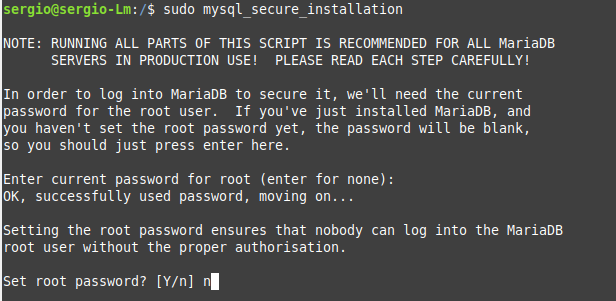 sergio@sergio-Lm:/$ sudo mysql_secure_installation
NOTE: RUNNING ALL PARTS OF THIS SCRIPT IS RECOMMENDED FOR ALL MariaDB
SERVERS IN PRODUCTION USE!  PLEASE READ EACH STEP CAREFULLY!
In order to log into MariaDB to secure it, we'll need the current
password for the root user.  If you've just installed MariaDB, and
you haven't set the root password yet, the password will be blank,
so you should just press enter here.
Enter current password for root (enter for none):
OK, successfully used password, moving on...
Setting the root password ensures that nobody can log into the MariaDB
root user without the proper authorisation.
Set root password? [Y/n] n